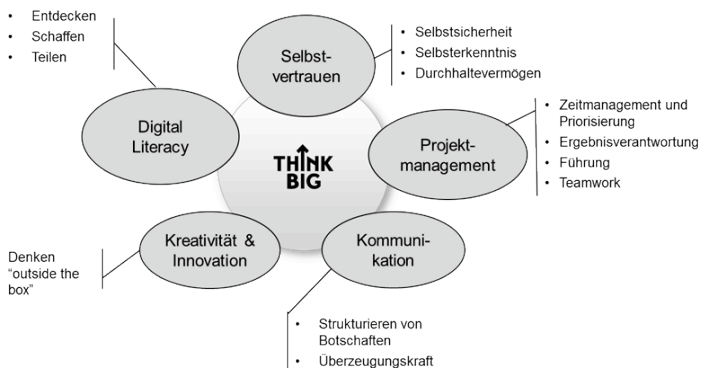 • Entdecken
• Schaffen
• Teilen
Selbst-
vertrauen
• Selbstsicherheit
• Selbsterkenntnis
• Durchhaltevermögen
Digital
Literacy
THINK
BIG
Projekt-
management
• Zeitmanagement und
Priorisierung
• Ergebnisverantwortung
• Führung
• Teamwork
Kreativität &
Innovation
Kommuni-
kation
Denken
“outside the
box”
• Strukturieren von
Botschaften
• Überzeugungskraft